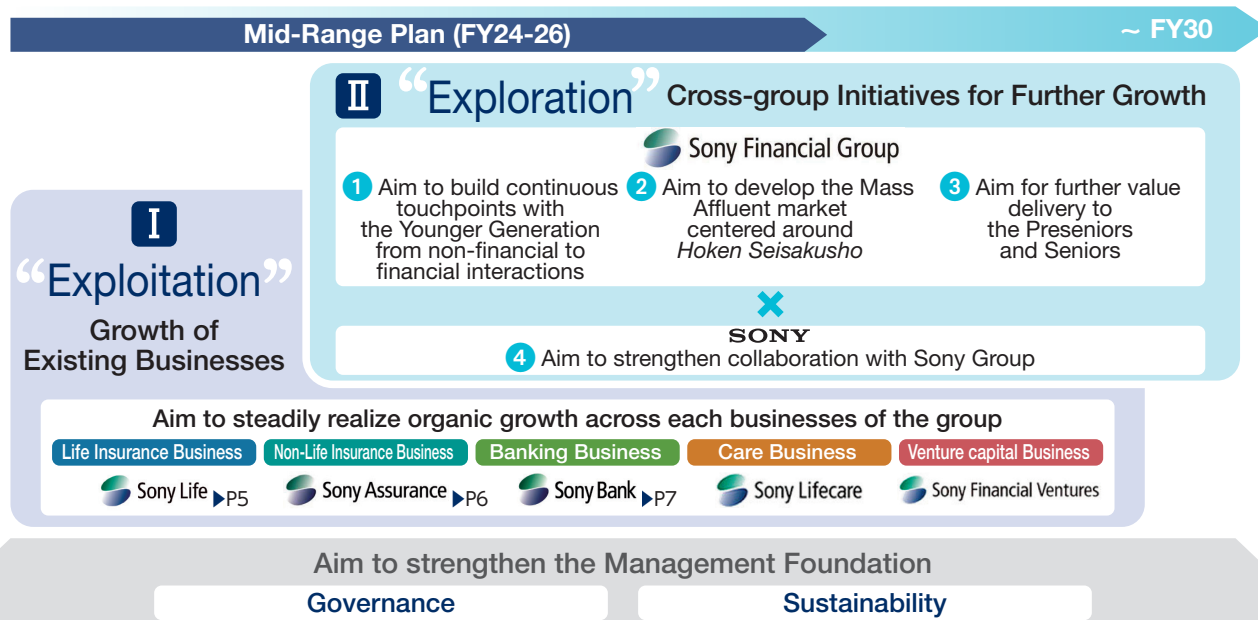 Mid-Range Plan (FY24-26)
~ FY30
II “Exploration” Cross-group Initiatives for Further Growth
Sony Financial Group
1 Aim to build continuous
touchpoints with
the Younger Generation
from non-financial to
financial interactions
2 Aim to develop the Mass
Affluent market
centered around
Hoken Seisakusho
3 Aim for further value
delivery to
the Preseniors
and Seniors
×
SONY
4 Aim to strengthen collaboration with Sony Group
I
“Exploitation”
Growth of
Existing Businesses
Aim to steadily realize organic growth across each businesses of the group
Life Insurance Business
Non-Life Insurance Business
Banking Business
Care Business
Venture capital Business
Sony Life ▶P5
Sony Assurance ▶P6
Sony Bank ▶P7
Sony Lifecare
Sony Financial Ventures
Aim to strengthen the Management Foundation
Governance
Sustainability